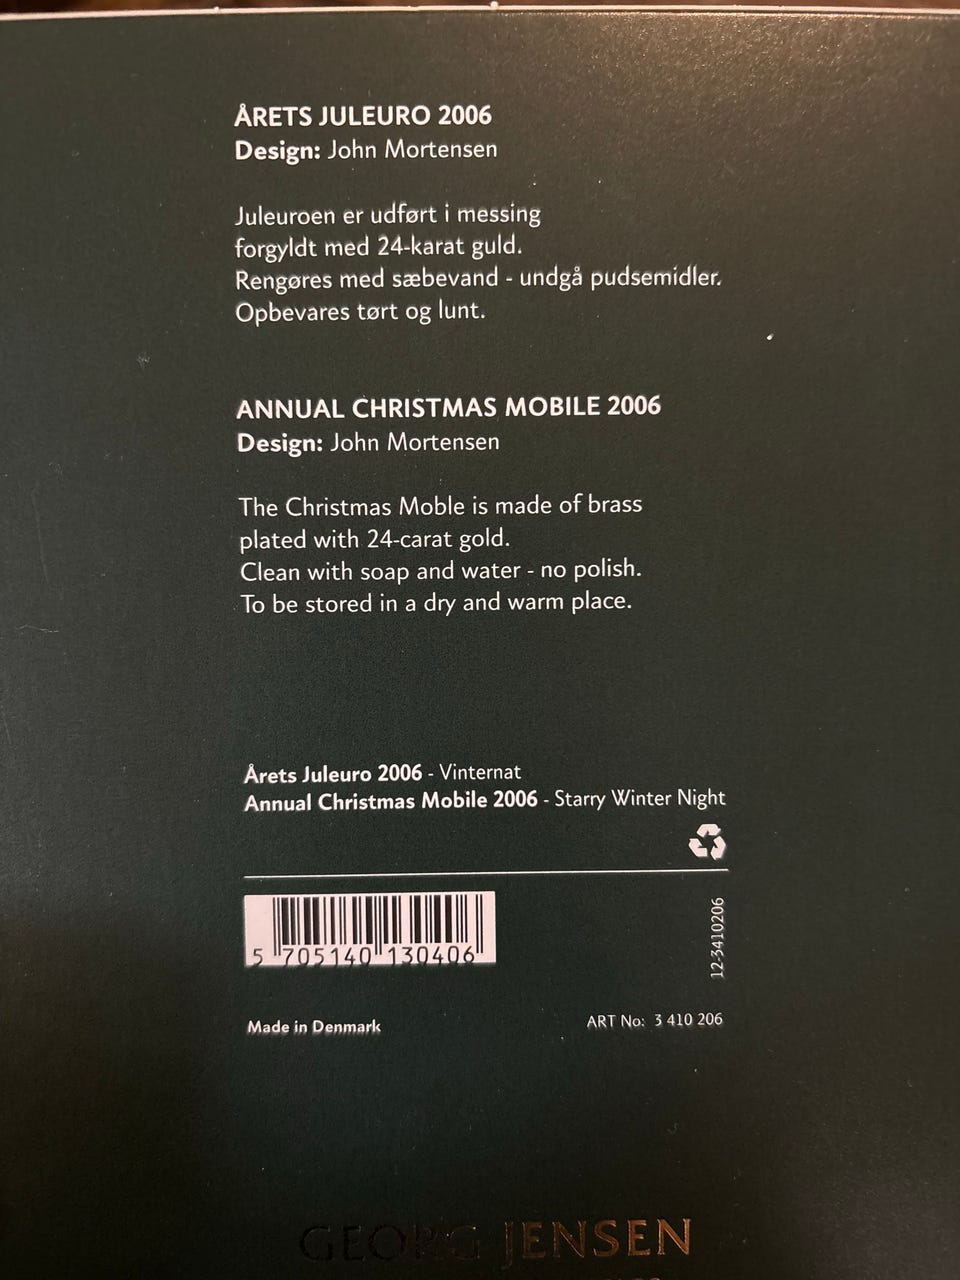 ÅRETS JULEURO 2006
Design: John Mortensen
Juleuroen er udført i messing
forgyldt med 24-karat guld.
Rengøres med sæbevand - undgå pudsemidler.
Opbevares tørt og lunt.
ANNUAL CHRISTMAS MOBILE 2006
Design: John Mortensen
The Christmas Moble is made of brass
plated with 24-carat gold.
Clean with soap and water - no polish.
To be stored in a dry and warm place.
Årets Juleuro 2006 - Vinternat
Annual Christmas Mobile 2006 - Starry Winter Night
5 705140 130406
12-3410206
Made in Denmark
ART No: 3 410 206
GEORG JENSEN